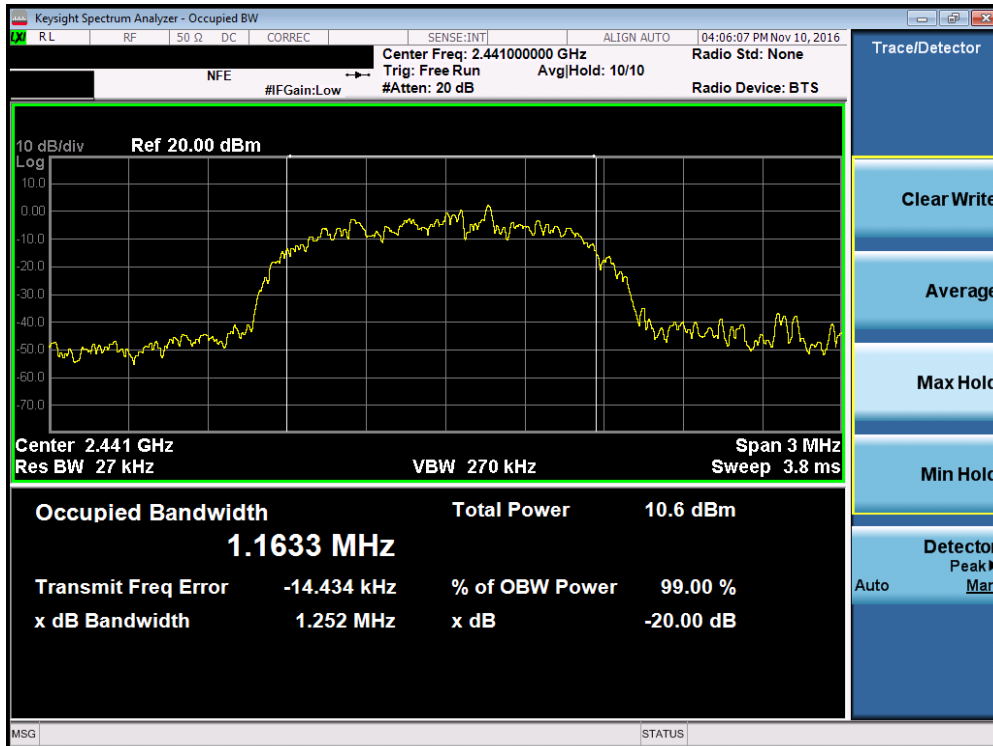 Keysight Spectrum Analyzer - Occupied BW
LXI RL RF 50 Ω DC CORREC SENSE:INT ALIGN AUTO 04:06:07 PM Nov 10, 2016
Center Freq: 2.441000000 GHz Radio Std: None
NFE Trig: Free Run Avg|Hold: 10/10
#IFGain:Low #Atten: 20 dB Radio Device: BTS
10 dB/div Ref 20.00 dBm
Log
10.0
0.00
-10.0
-20.0
-30.0
-40.0
-50.0
-60.0
-70.0
Center 2.441 GHz Span 3 MHz
Res BW 27 kHz VBW 270 kHz Sweep 3.8 ms
Occupied Bandwidth Total Power 10.6 dBm
1.1633 MHz
Transmit Freq Error -14.434 kHz % of OBW Power 99.00 %
x dB Bandwidth 1.252 MHz x dB -20.00 dB
MSG STATUS
Trace/Detector
Clear Write
Average
Max Hold
Min Hold
Detector
Peak
Auto Man